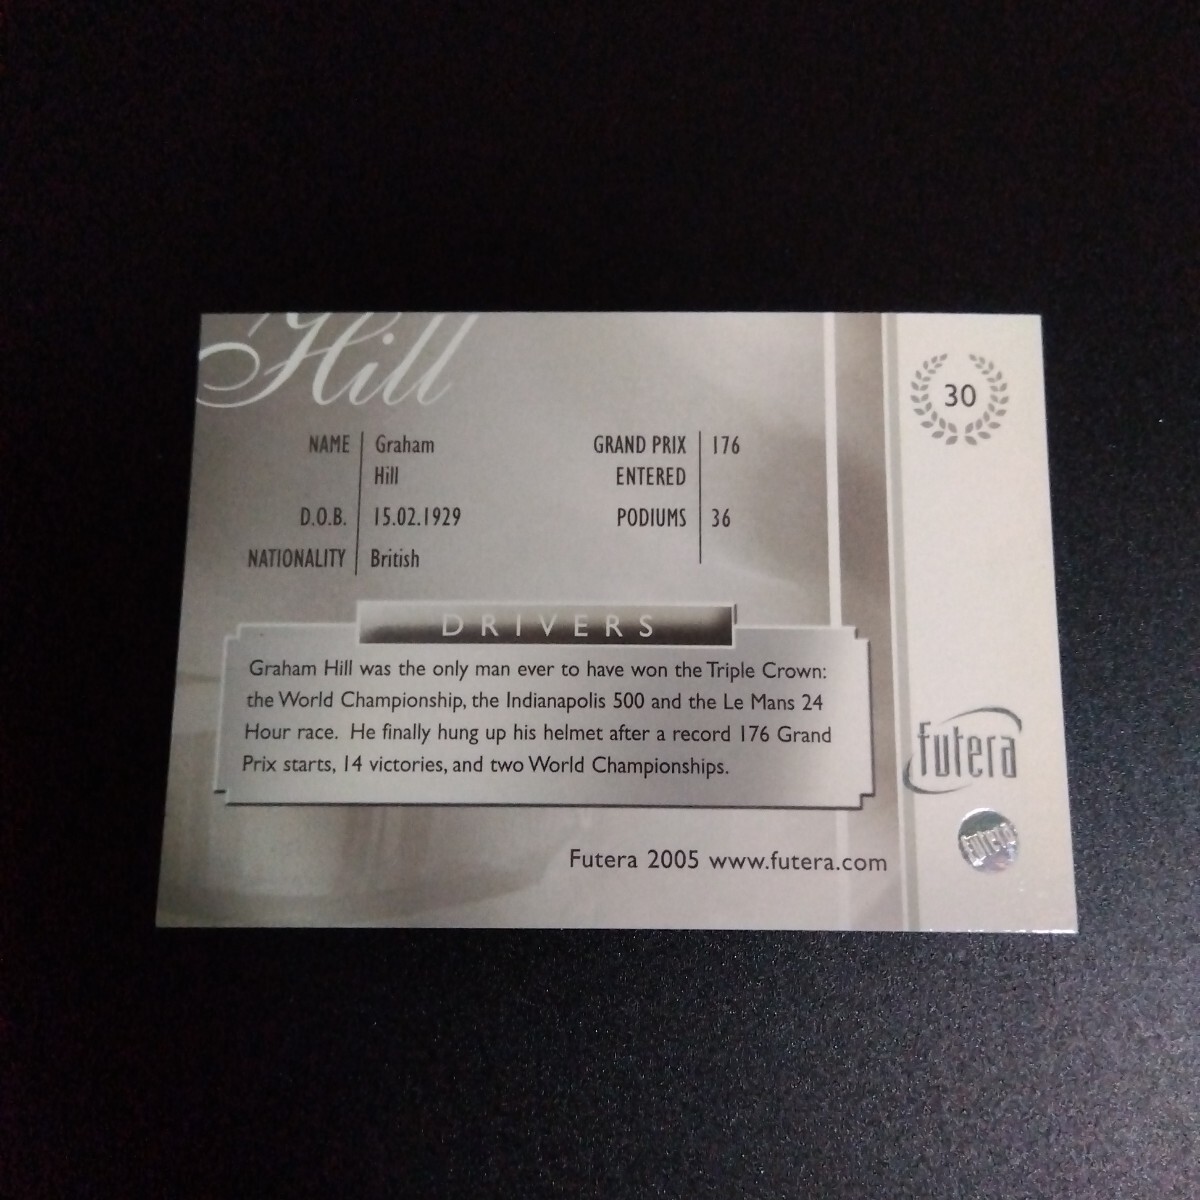 Hill
30
NAME Graham
Hill
D.O.B. 15.02.1929
NATIONALITY British
GRAND PRIX 176
ENTERED
PODIUMS 36
DRIVERS
Graham Hill was the only man ever to have won the Triple Crown:
the World Championship, the Indianapolis 500 and the Le Mans 24
Hour race. He finally hung up his helmet after a record 176 Grand
Prix starts, 14 victories, and two World Championships.
futera
futera
Futera 2005 www.futera.com